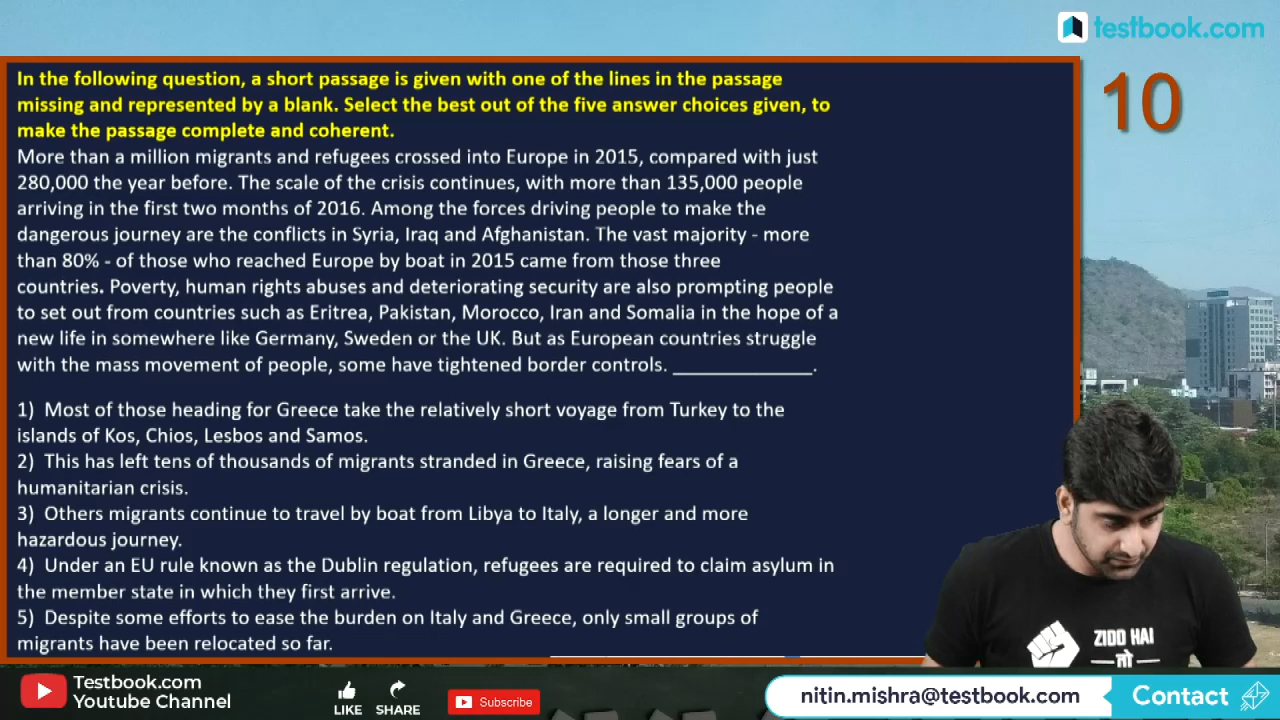 testbook.com
In the following question, a short passage is given with one of the lines in the passage
missing and represented by a blank. Select the best out of the five answer choices given, to
make the passage complete and coherent.
10
More than a million migrants and refugees crossed into Europe in 2015, compared with just
280,000 the year before. The scale of the crisis continues, with more than 135,000 people
arriving in the first two months of 2016. Among the forces driving people to make the
dangerous journey are the conflicts in Syria, Iraq and Afghanistan. The vast majority - more
than 80% - of those who reached Europe by boat in 2015 came from those three
countries. Poverty, human rights abuses and deteriorating security are also prompting people
to set out from countries such as Eritrea, Pakistan, Morocco, Iran and Somalia in the hope of a
new life in somewhere like Germany, Sweden or the UK. But as European countries struggle
with the mass movement of people, some have tightened border controls. _____________.
1) Most of those heading for Greece take the relatively short voyage from Turkey to the
islands of Kos, Chios, Lesbos and Samos.
2) This has left tens of thousands of migrants stranded in Greece, raising fears of a
humanitarian crisis.
3) Others migrants continue to travel by boat from Libya to Italy, a longer and more
hazardous journey.
4) Under an EU rule known as the Dublin regulation, refugees are required to claim asylum in
the member state in which they first arrive.
5) Despite some efforts to ease the burden on Italy and Greece, only small groups of
migrants have been relocated so far.
ZIDD HAI
तो
Testbook.com
YouTube Channel
LIKE
SHARE
Subscribe
nitin.mishra@testbook.com
Contact